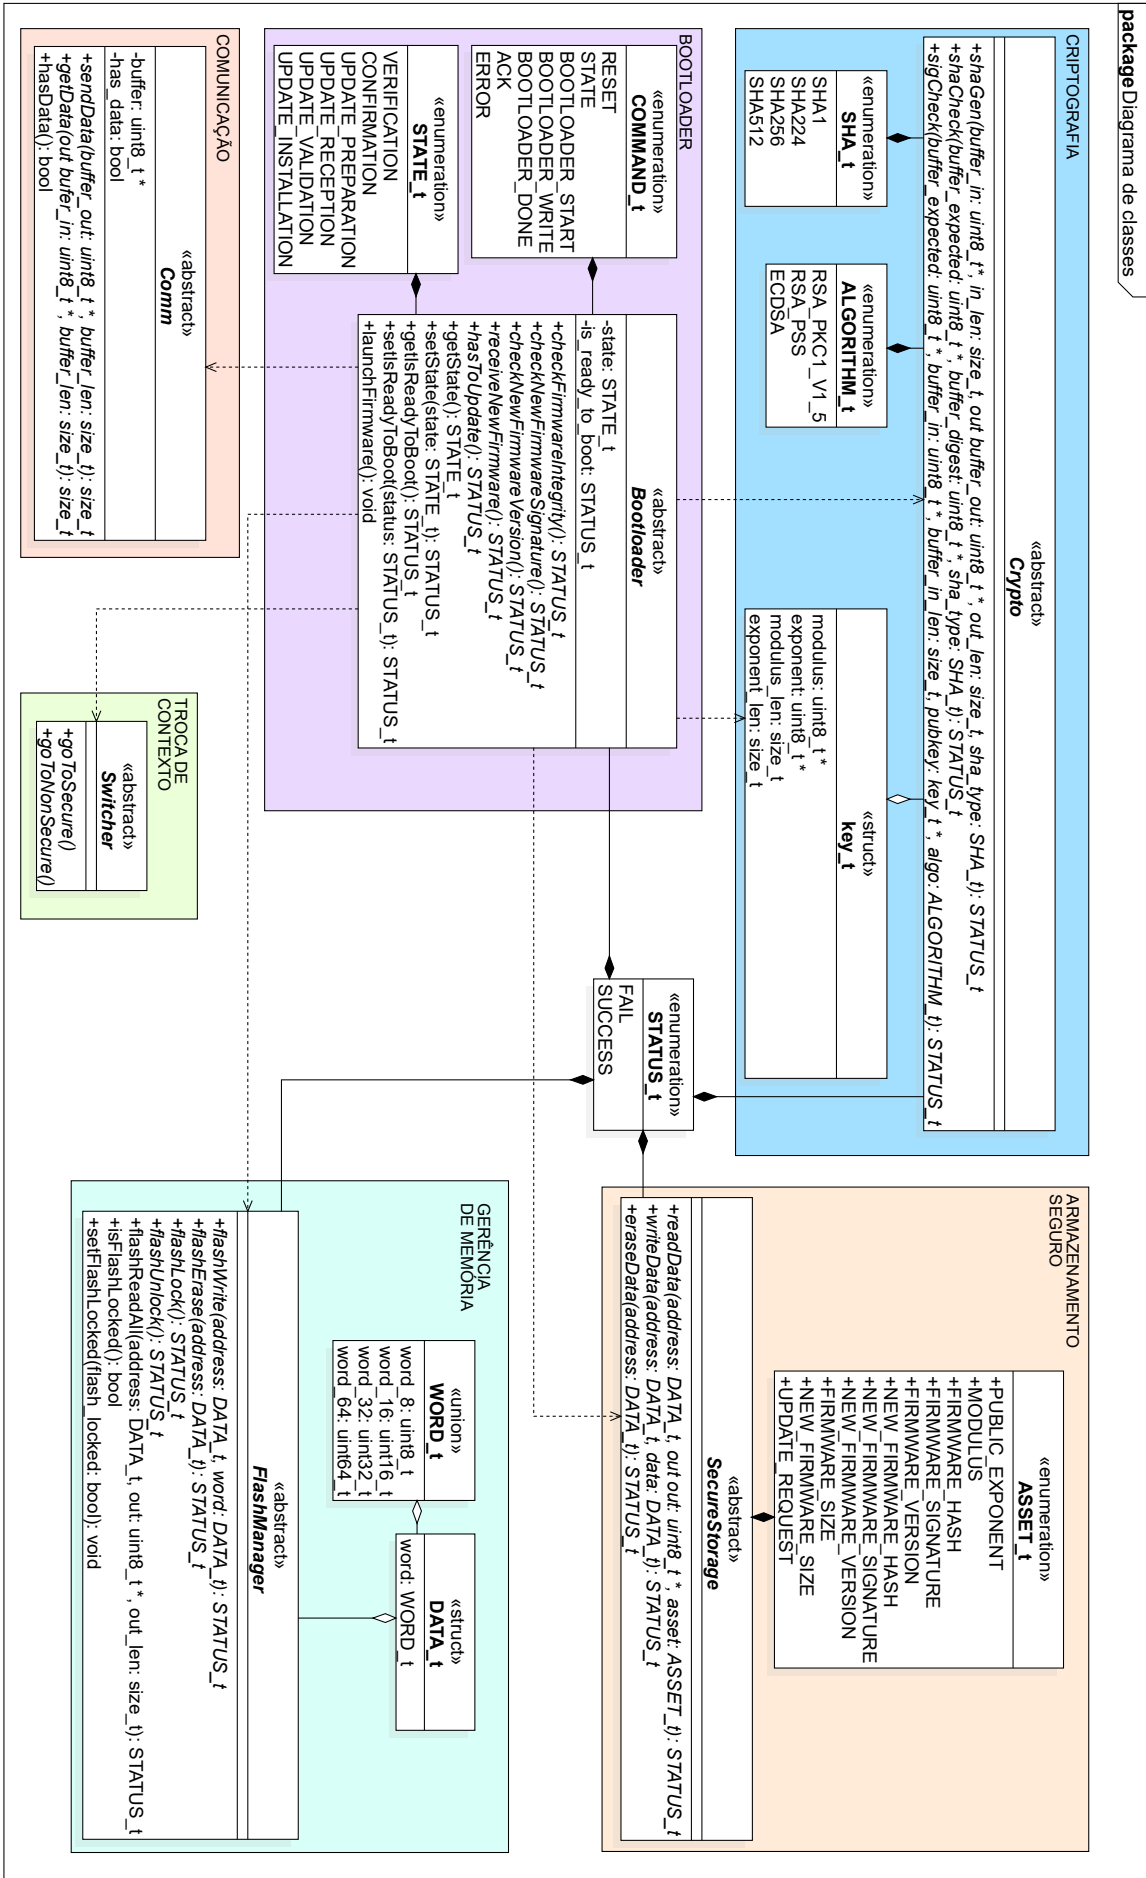 package Diagrama de classes
CRIPTOGRAFIA
«abstract»
Crypto
+shaGen(buffer_in: uint8_t *, in_len: size_t, out buffer_out: uint8_t *, out_len: size_t, sha_type: SHA_t): STATUS_t
+shaCheck(buffer_expected: uint8_t *, buffer_digest: uint8_t *, sha_type: SHA_t): STATUS_t
+sigCheck(buffer_expected: uint8_t *, buffer_in: uint8_t *, buffer_in_len: size_t, pubkey: key_t *, algo: ALGORITHM_t): STATUS_t
«enumeration»
SHA_t
SHA1
SHA224
SHA256
SHA512
«enumeration»
ALGORITHM_t
RSA_PKC1_V1_5
RSA_PSS
ECDSA
«struct»
key_t
modulus: uint8_t *
exponent: uint8_t *
modulus_len: size_t
exponent_len: size_t
ARMAZENAMENTO
SEGURO
«enumeration»
ASSET_t
+PUBLIC_EXPONENT
+MODULUS
+FIRMWARE_HASH
+FIRMWARE_SIGNATURE
+FIRMWARE_VERSION
+NEW_FIRMWARE_HASH
+NEW_FIRMWARE_SIGNATURE
+NEW_FIRMWARE_VERSION
+FIRMWARE_SIZE
+NEW_FIRMWARE_SIZE
+UPDATE_REQUEST
«abstract»
SecureStorage
+readData(address: DATA_t, out out: uint8_t *, asset: ASSET_t): STATUS_t
+writeData(address: DATA_t, data: DATA_t): STATUS_t
+eraseData(address: DATA_t): STATUS_t
BOOTLOADER
«enumeration»
COMMAND_t
RESET
STATE
BOOTLOADER_START
BOOTLOADER_WRITE
BOOTLOADER_DONE
ACK
ERROR
«enumeration»
STATE_t
VERIFICATION
CONFIRMATION
UPDATE_PREPARATION
UPDATE_RECEPTION
UPDATE_VALIDATION
UPDATE_INSTALLATION
«abstract»
Bootloader
-state: STATE_t
-is_ready_to_boot: STATUS_t
+checkFirmwareIntegrity(): STATUS_t
+checkNewFirmwareSignature(): STATUS_t
+checkNewFirmwareVersion(): STATUS_t
+receiveNewFirmware(): STATUS_t
+hasToUpdate(): STATUS_t
+getState(): STATE_t
+setState(state: STATE_t): STATUS_t
+getIsReadyToBoot(): STATUS_t
+setIsReadyToBoot(status: STATUS_t): STATUS_t
+launchFirmware(): void
«enumeration»
STATUS_t
FAIL
SUCCESS
GERÊNCIA
DE MEMÓRIA
«union»
WORD_t
word_8: uint8_t
word_16: uint16_t
word_32: uint32_t
word_64: uint64_t
«struct»
DATA_t
word: WORD_t
«abstract»
FlashManager
+flashWrite(address: DATA_t, word: DATA_t): STATUS_t
+flashErase(address: DATA_t): STATUS_t
+flashLock(): STATUS_t
+flashUnlock(): STATUS_t
+flashReadAll(address: DATA_t, out: uint8_t *, out_len: size_t): STATUS_t
+isFlashLocked(): bool
+setFlashLocked(flash_locked: bool): void
COMUNICAÇÃO
«abstract»
Comm
-buffer: uint8_t *
-has_data: bool
+sendData(buffer_out: uint8_t *, buffer_len: size_t): size_t
+getData(out bufer_in: uint8_t *, buffer_len: size_t): size_t
+hasData(): bool
TROCA DE
CONTEXTO
«abstract»
Switcher
+goToSecure()
+goToNonSecure()